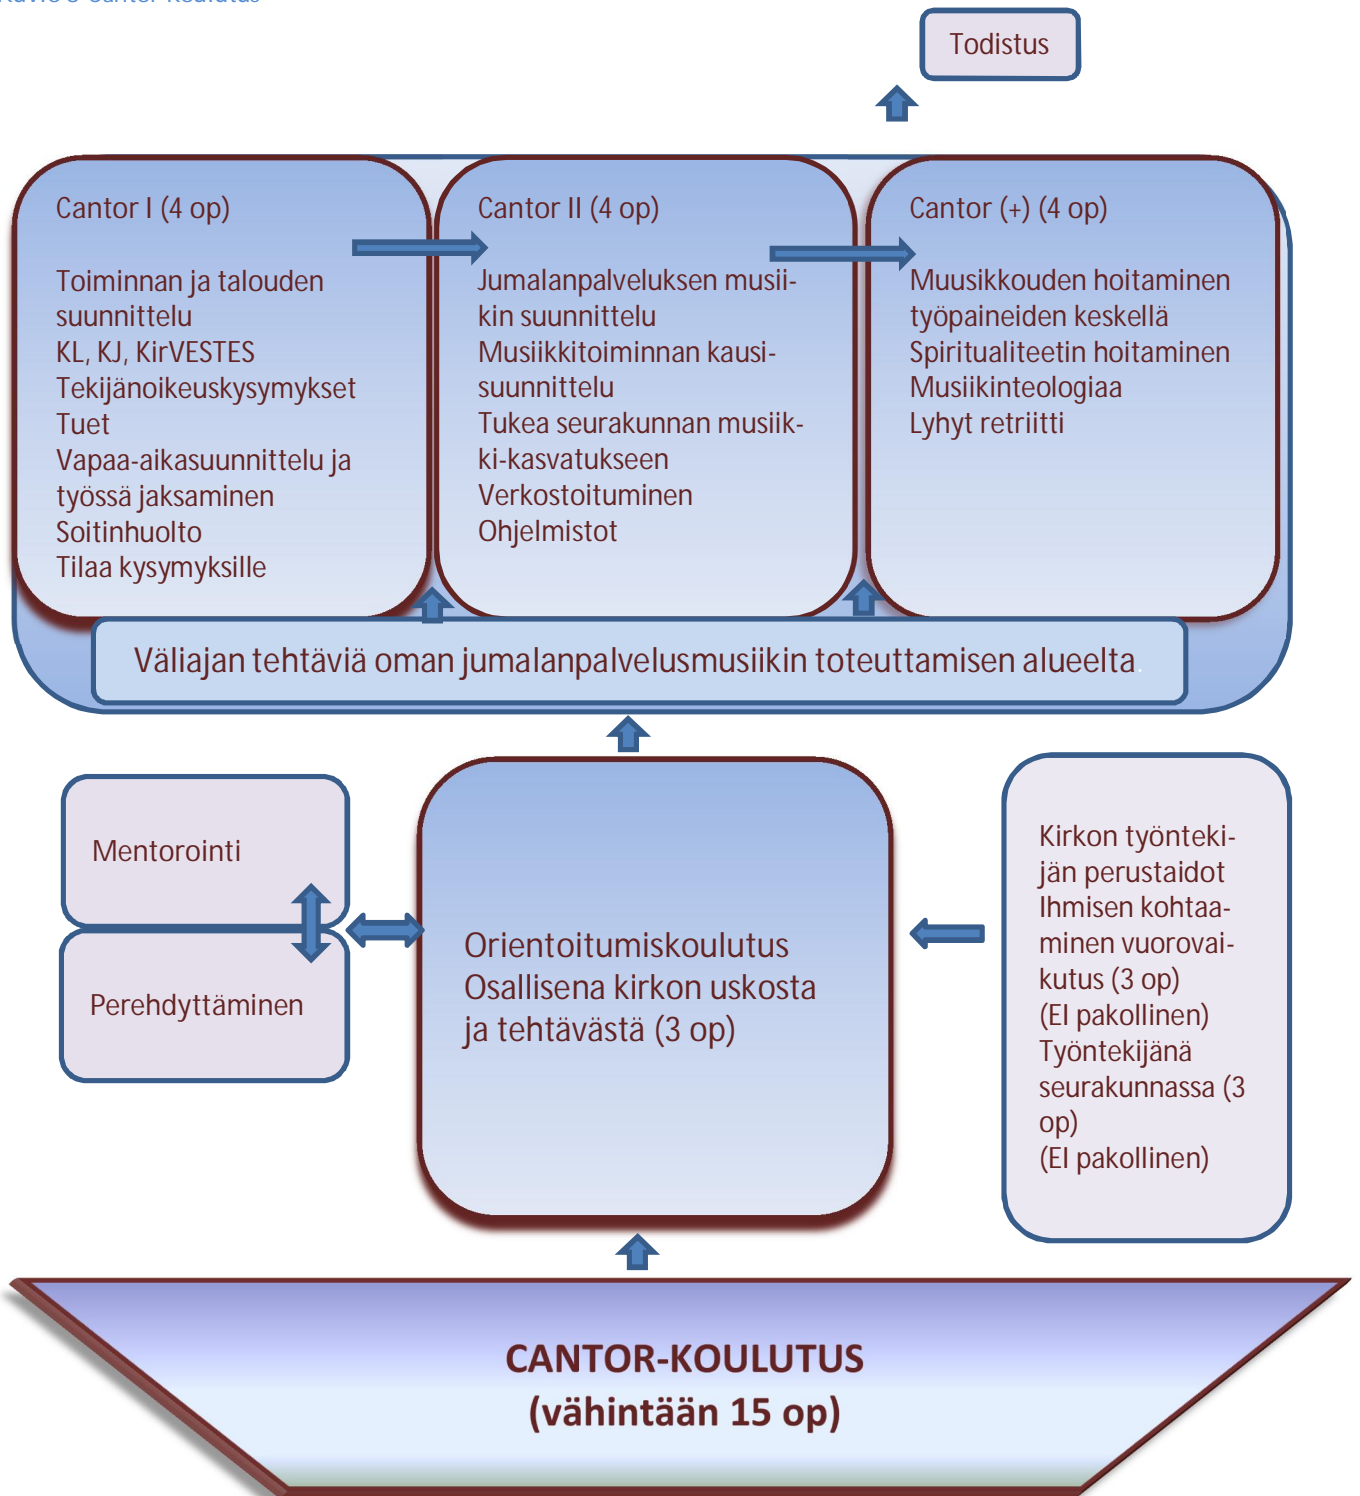 Todistus
Cantor I (4 op)
Toiminnan ja talouden
suunnittelu
KL, KJ, KirVESTES
Tekijänoikeuskysymykset
Tuet
Vapaa-aikasuunnittelu ja
työssä jaksaminen
Soitinhuolto
Tilaa kysymyksille
Cantor II (4 op)
Jumalanpalveluksen musii-
kin suunnittelu
Musiikkitoiminnan kausi-
suunnittelu
Tukea seurakunnan musiik-
ki-kasvatukseen
Verkostoituminen
Ohjelmistot
Cantor (+) (4 op)
Muusikkouden hoitaminen
työpaineiden keskellä
Spiritualiteetin hoitaminen
Musiikinteologiaa
Lyhyt retriitti
Väliajan tehtäviä oman jumalanpalvelusmusiikin toteuttamisen alueelta.
Mentorointi
Perehdyttäminen
Orientoitumiskoulutus
Osallisena kirkon uskosta
ja tehtävästä (3 op)
Kirkon työnteki-
jän perustaidot
Ihmisen kohtaa-
minen vuorovai-
kutus (3 op)
(EI pakollinen)
Työntekijänä
seurakunnassa (3
op)
(EI pakollinen)
CANTOR-KOULUTUS
(vähintään 15 op)